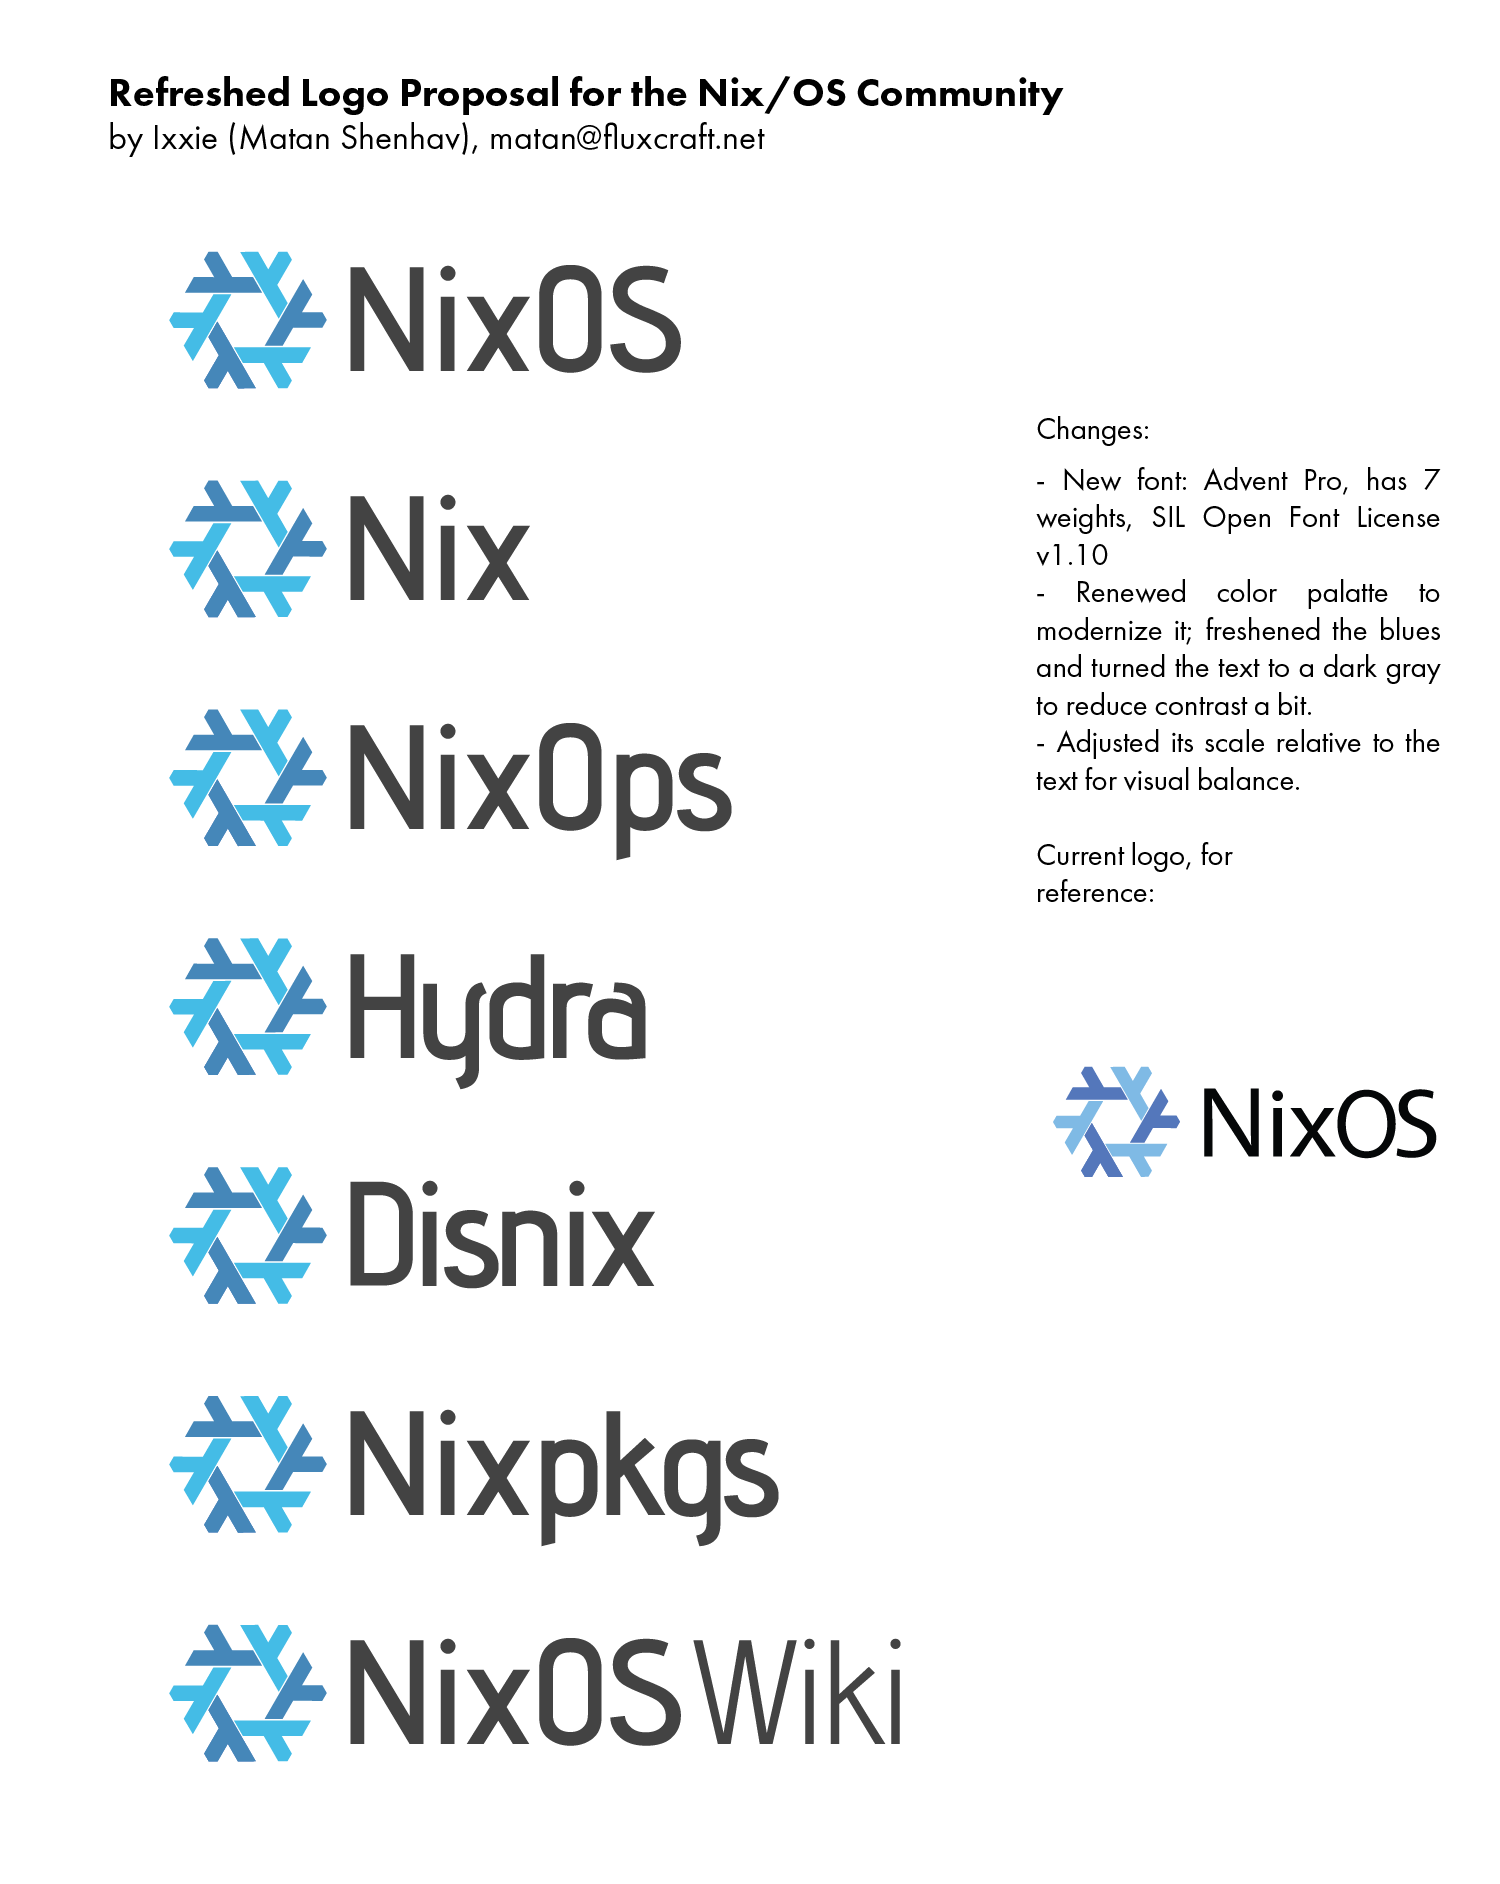 Refreshed Logo Proposal for the Nix/OS Community
by Ixxie (Matan Shenhav), matan@fluxcraft.net
NixOS
Nix
NixOps
Hydra
Disnix
Nixpkgs
NixOS Wiki
Changes:
- New font: Advent Pro, has 7
weights, SIL Open Font License
v1.10
- Renewed color palatte to
modernize it; freshened the blues
and turned the text to a dark gray
to reduce contrast a bit.
- Adjusted its scale relative to the
text for visual balance.
Current logo, for
reference:
NixOS